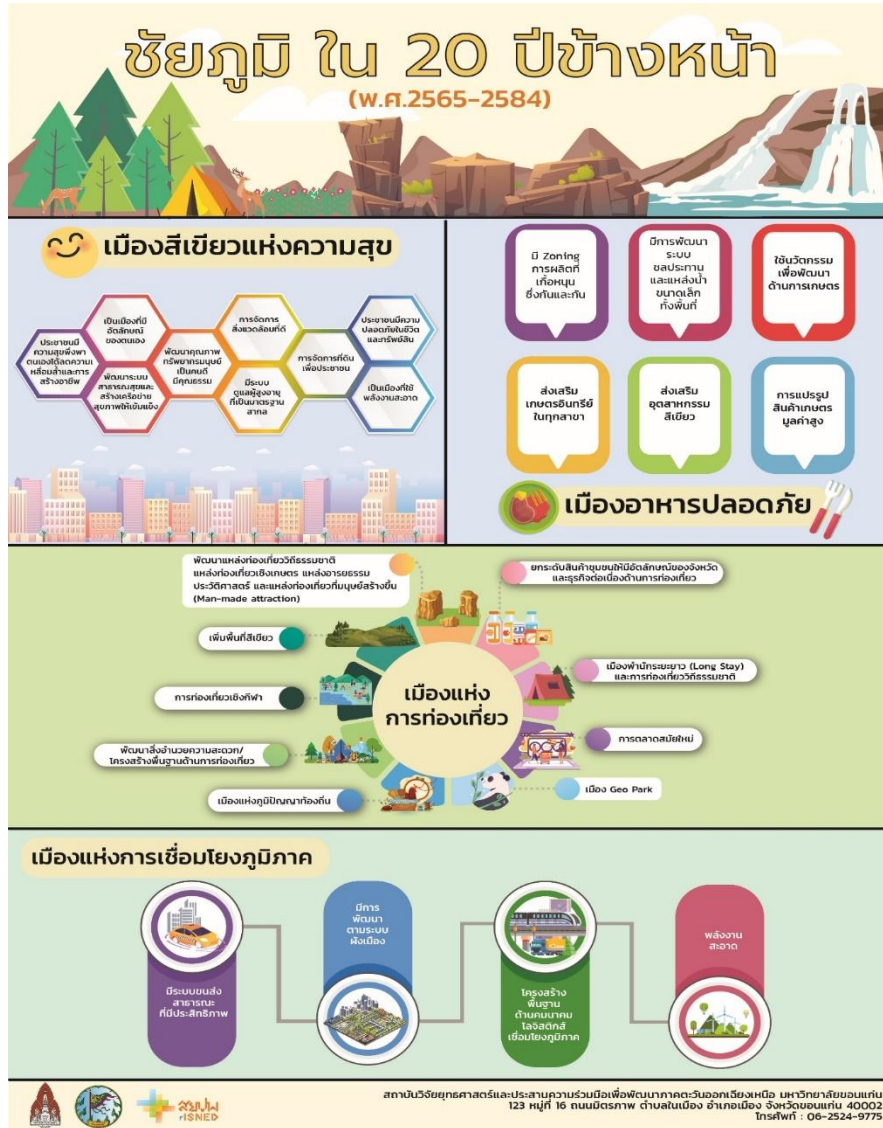 ชัยภูมิ ใน 20 ปีข้างหน้า
(พ.ศ.2565-2584)
เมืองสีเขียวแห่งความสุข
ประชาชนมี
ความสุขพึ่งพา
ตนเองได้ลดความเ
หลื่อมล้ำและการ
สร้างอาชีพ
เป็นเมืองที่มี
อัตลักษณ์
ของตนเอง
พัฒนาระบบ
สาธารณสุขและ
สร้างเครือข่าย
สุขภาพให้เข้มแข็ง
พัฒนาคุณภาพ
ทรัพยากรมนุษย์
เป็นคนดี
มีคุณธรรม
การจัดการ
สิ่งแวดล้อมที่ดี
มีระบบ
ดูแลผู้สูงอายุ
ที่เป็นมาตรฐาน
สากล
การจัดการที่ดิน
เพื่อประชาชน
ประชาชนมีความ
ปลอดภัยในชีวิต
และทรัพย์สิน
เป็นเมืองที่ใช้
พลังงานสะอาด
มี Zoning
การผลิตที่
เกื้อหนุน
ซึ่งกันและกัน
มีการพัฒนา
ระบบ
ชลประทาน
และแหล่งน้ำ
ขนาดเล็ก
ทั้งพื้นที่
ใช้นวัตกรรม
เพื่อพัฒนา
ด้านการเกษตร
ส่งเสริม
เกษตรอินทรีย์
ในทุกสาขา
ส่งเสริม
อุตสาหกรรม
สีเขียว
การแปรรูป
สินค้าเกษตร
มูลค่าสูง
เมืองอาหารปลอดภัย
พัฒนาแหล่งท่องเที่ยววิถีธรรมชาติ
แหล่งท่องเที่ยวเชิงเกษตร แหล่งอารยธรรม
ประวัติศาสตร์ และแหล่งท่องเที่ยวที่มนุษย์สร้างขึ้น
(Man-made attraction)
เพิ่มพื้นที่สีเขียว
การท่องเที่ยวเชิงกีฬา
พัฒนาสิ่งอำนวยความสะดวก/
โครงสร้างพื้นฐานด้านการท่องเที่ยว
เมืองแห่งภูมิปัญญาท้องถิ่น
เมืองแห่ง
การท่องเที่ยว
ยกระดับสินค้าชุมชนให้มีอัตลักษณ์ของจังหวัด
และธุรกิจต่อเนื่องด้านการท่องเที่ยว
เมืองพำนักระยะยาว (Long Stay)
และการท่องเที่ยววิถีธรรมชาติ
การตลาดสมัยใหม่
เมือง Geo Park
เมืองแห่งการเชื่อมโยงภูมิภาค
มีระบบขนส่ง
สาธารณะ
ที่มีประสิทธิภาพ
มีการ
พัฒนา
ตามระบบ
ผังเมือง
โครงสร้าง
พื้นฐาน
ด้านคมนาคม
โลจิสติกส์
เชื่อมโยงภูมิภาค
พลังงาน
สะอาด
สยปพ
rISNED
สถาบันวิจัยยุทธศาสตร์และประสานความร่วมมือเพื่อพัฒนาภาคตะวันออกเฉียงเหนือ มหาวิทยาลัยขอนแก่น
123 หมู่ที่ 16 ถนนมิตรภาพ ตำบลในเมือง อำเภอเมือง จังหวัดขอนแก่น 40002
โทรศัพท์ : 06-2524-9775